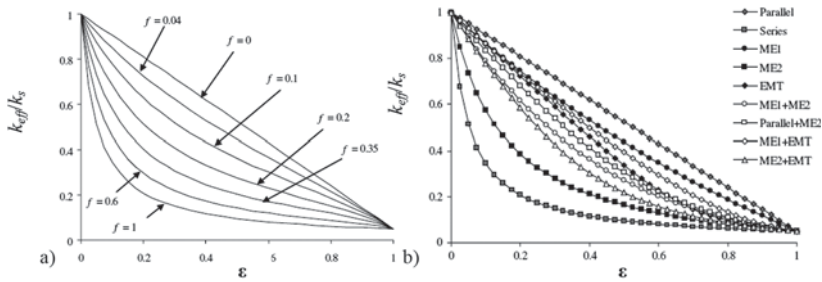 1
f = 0.04
f = 0
0.8
f = 0.1
0.6
f = 0.2
0.4
f = 0.35
0.2
f = 0.6
f = 1
0
0
0.2
0.4
5
0.8
1
k_eff/k_s
ε
a)
1
0.8
0.6
0.4
0.2
0
0
0.2
0.4
0.6
0.8
1
k_eff/k_s
ε
b)
Parallel
Series
ME1
ME2
EMT
ME1+ME2
Parallel+ME2
ME1+EMT
ME2+EMT